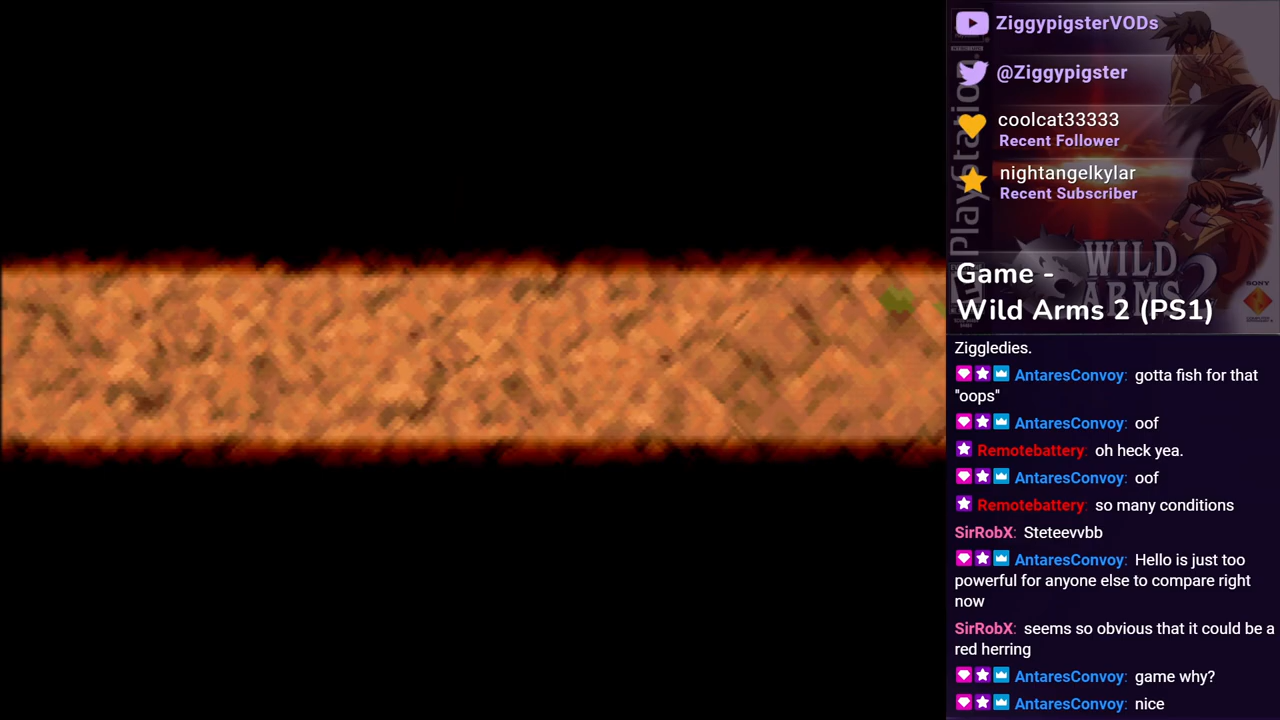 ZiggypigsterVODs
@Ziggypigster
coolcat33333
Recent Follower
nightangelkylar
Recent Subscriber
PlayStation
WILD
ARMS 2
SONY
Game -
Wild Arms 2 (PS1)
Ziggledies.
AntaresConvoy: gotta fish for that
"oops"
AntaresConvoy: oof
Remotebattery: oh heck yea.
AntaresConvoy: oof
Remotebattery: so many conditions
SirRobX: Steteevvbb
AntaresConvoy: Hello is just too
powerful for anyone else to compare right
now
SirRobX: seems so obvious that it could be a
red herring
AntaresConvoy: game why?
AntaresConvoy: nice